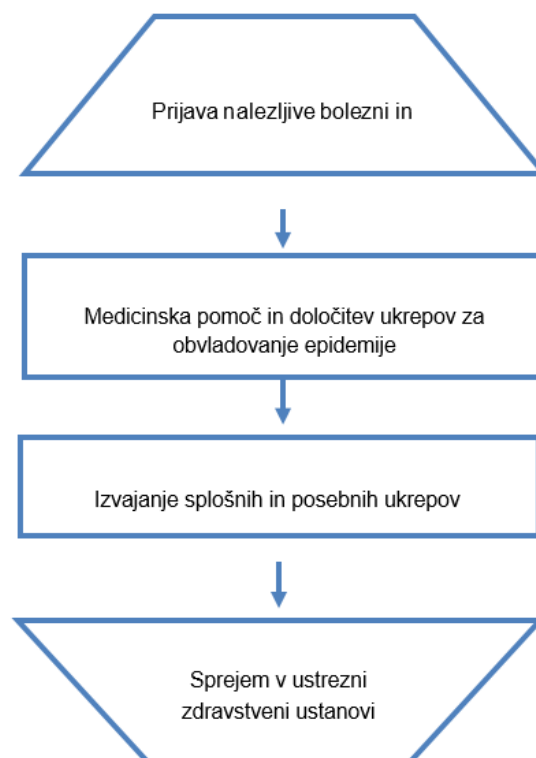 Prijava nalezljive bolezni in
Medicinska pomoč in določitev ukrepov za
obvladovanje epidemije
Izvajanje splošnih in posebnih ukrepov
Sprejem v ustrezni
zdravstveni ustanovi